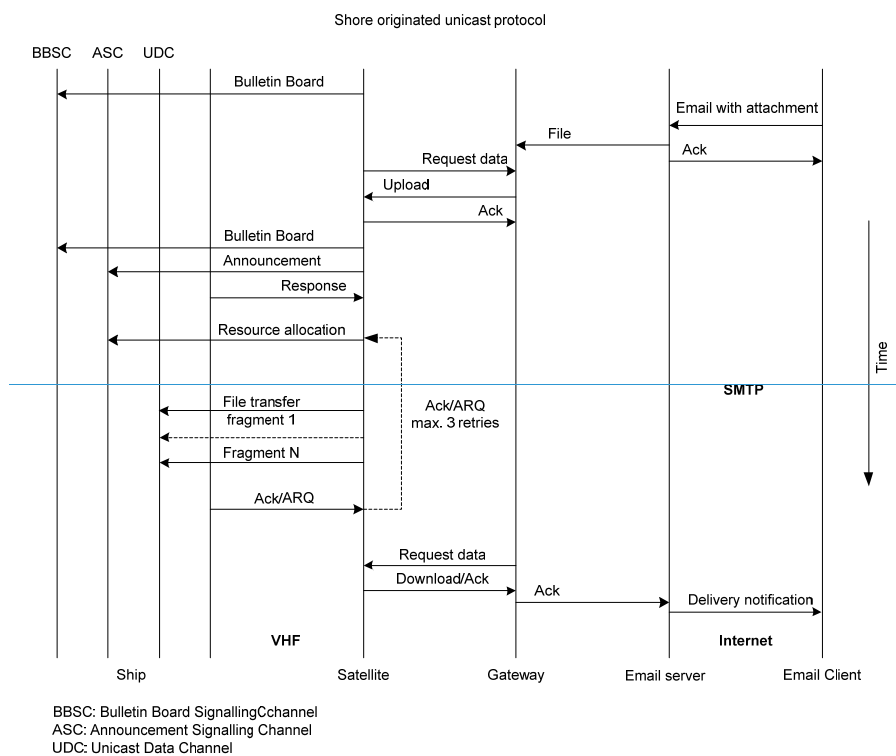 Shore originated unicast protocol
BBSC ASC UDC
Bulletin Board
Email with attachment
File
Ack
Request data
Upload
Ack
Bulletin Board
Announcement
Response
Resource allocation
Time
SMTP
File transfer
fragment 1
Ack/ARQ
max. 3 retries
Fragment N
Ack/ARQ
Request data
Download/Ack
Ack
Delivery notification
VHF
Internet
Ship
Satellite
Gateway
Email server
Email Client
BBSC: Bulletin Board SignallingCchannel
ASC: Announcement Signalling Channel
UDC: Unicast Data Channel